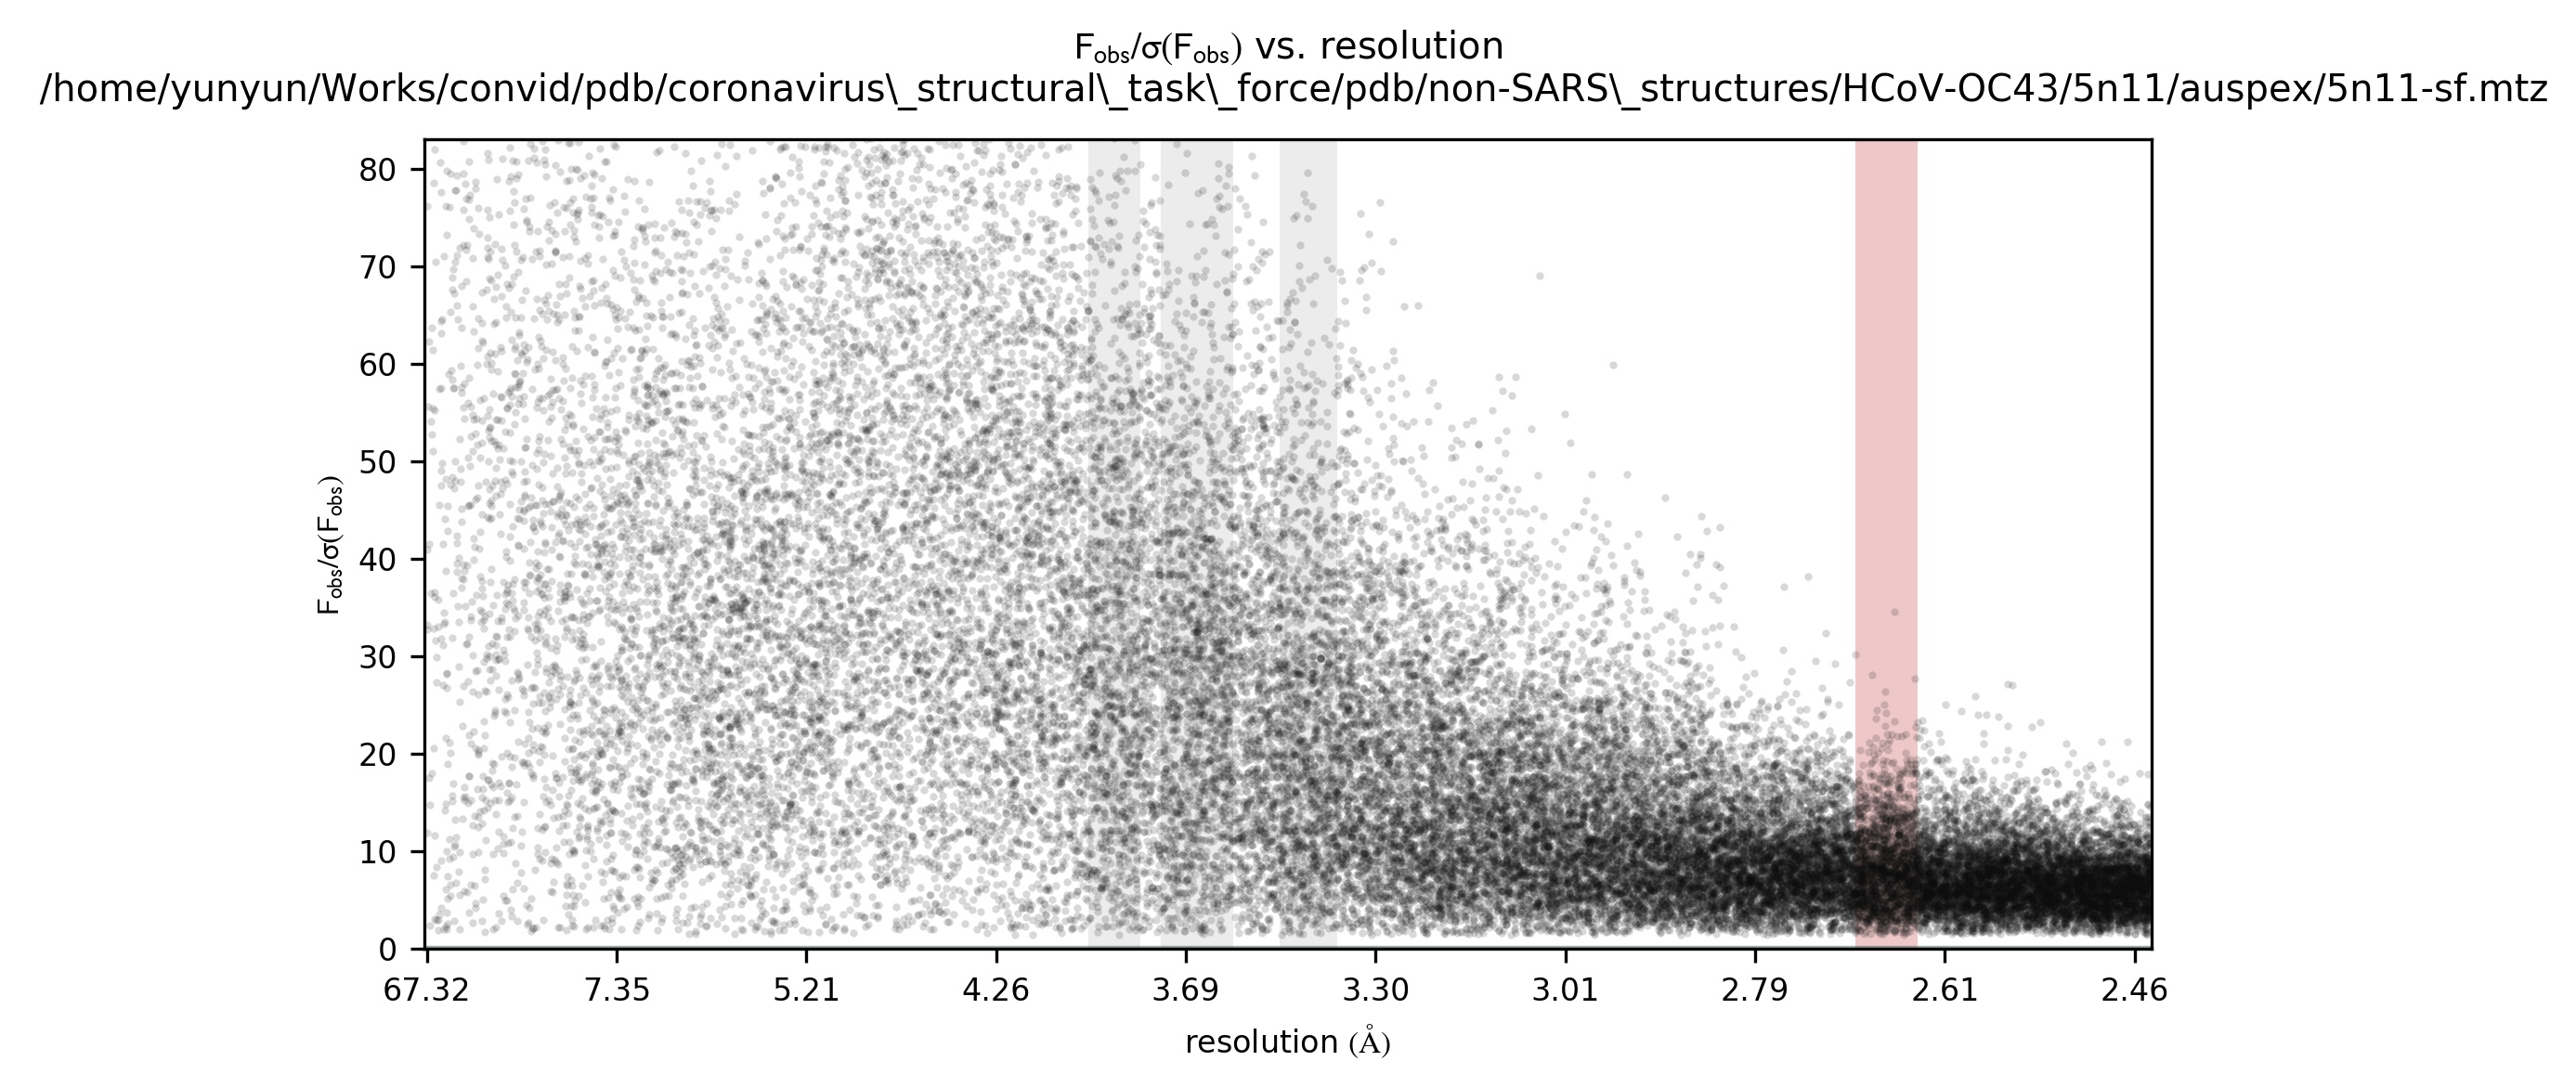 Fobs/σ(Fobs) vs. resolution
/home/yunyun/Works/convid/pdb/coronavirus\_structural\_task\_force/pdb/non-SARS\_structures/HCoV-OC43/5n11/auspex/5n11-sf.mtz
Fobs/σ(Fobs)
80
70
60
50
40
30
20
10
0
67.32 7.35 5.21 4.26 3.69 3.30 3.01 2.79 2.61 2.46
resolution (Å)